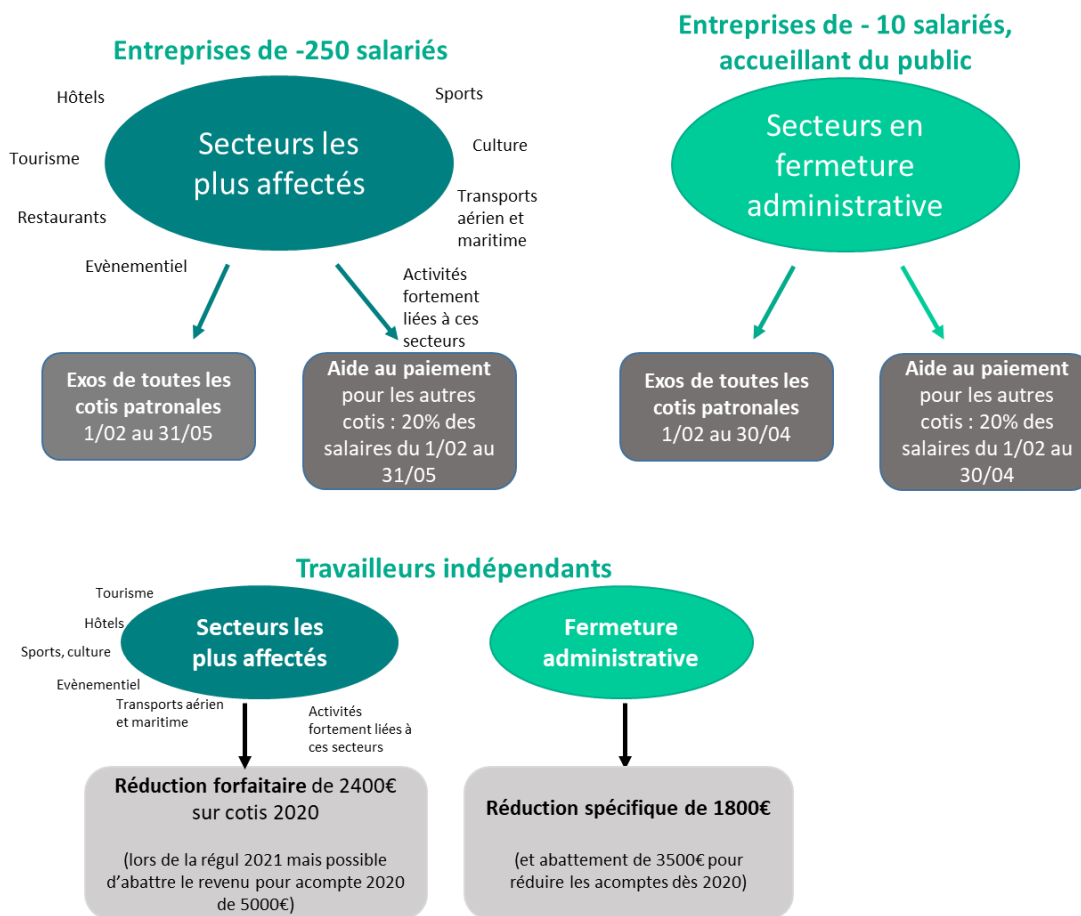 Entreprises de -250 salariés
Hôtels
Sports
Secteurs les
plus affectés
Culture
Tourisme
Transports
aérien et
maritime
Restaurants
Evènementiel
Activités
fortement
liées à ces
secteurs
Exos de toutes les
cotis patronales
1/02 au 31/05
Aide au paiement
pour les autres
cotis : 20% des
salaires du 1/02 au
31/05
Entreprises de - 10 salariés,
accueillant du public
Secteurs en
fermeture
administrative
Exos de toutes les
cotis patronales
1/02 au 30/04
Aide au paiement
pour les autres
cotis : 20% des
salaires du 1/02 au
30/04
Travailleurs indépendants
Tourisme
Hôtels
Sports, culture
Evènementiel
Transports aérien
et maritime
Secteurs les
plus affectés
Activités
fortement liées à
ces secteurs
Réduction forfaitaire de 2400€
sur cotis 2020
(lors de la régul 2021 mais possible
d'abattre le revenu pour acompte 2020
de 5000€)
Fermeture
administrative
Réduction spécifique de 1800€
(et abattement de 3500€ pour
réduire les acomptes dès 2020)